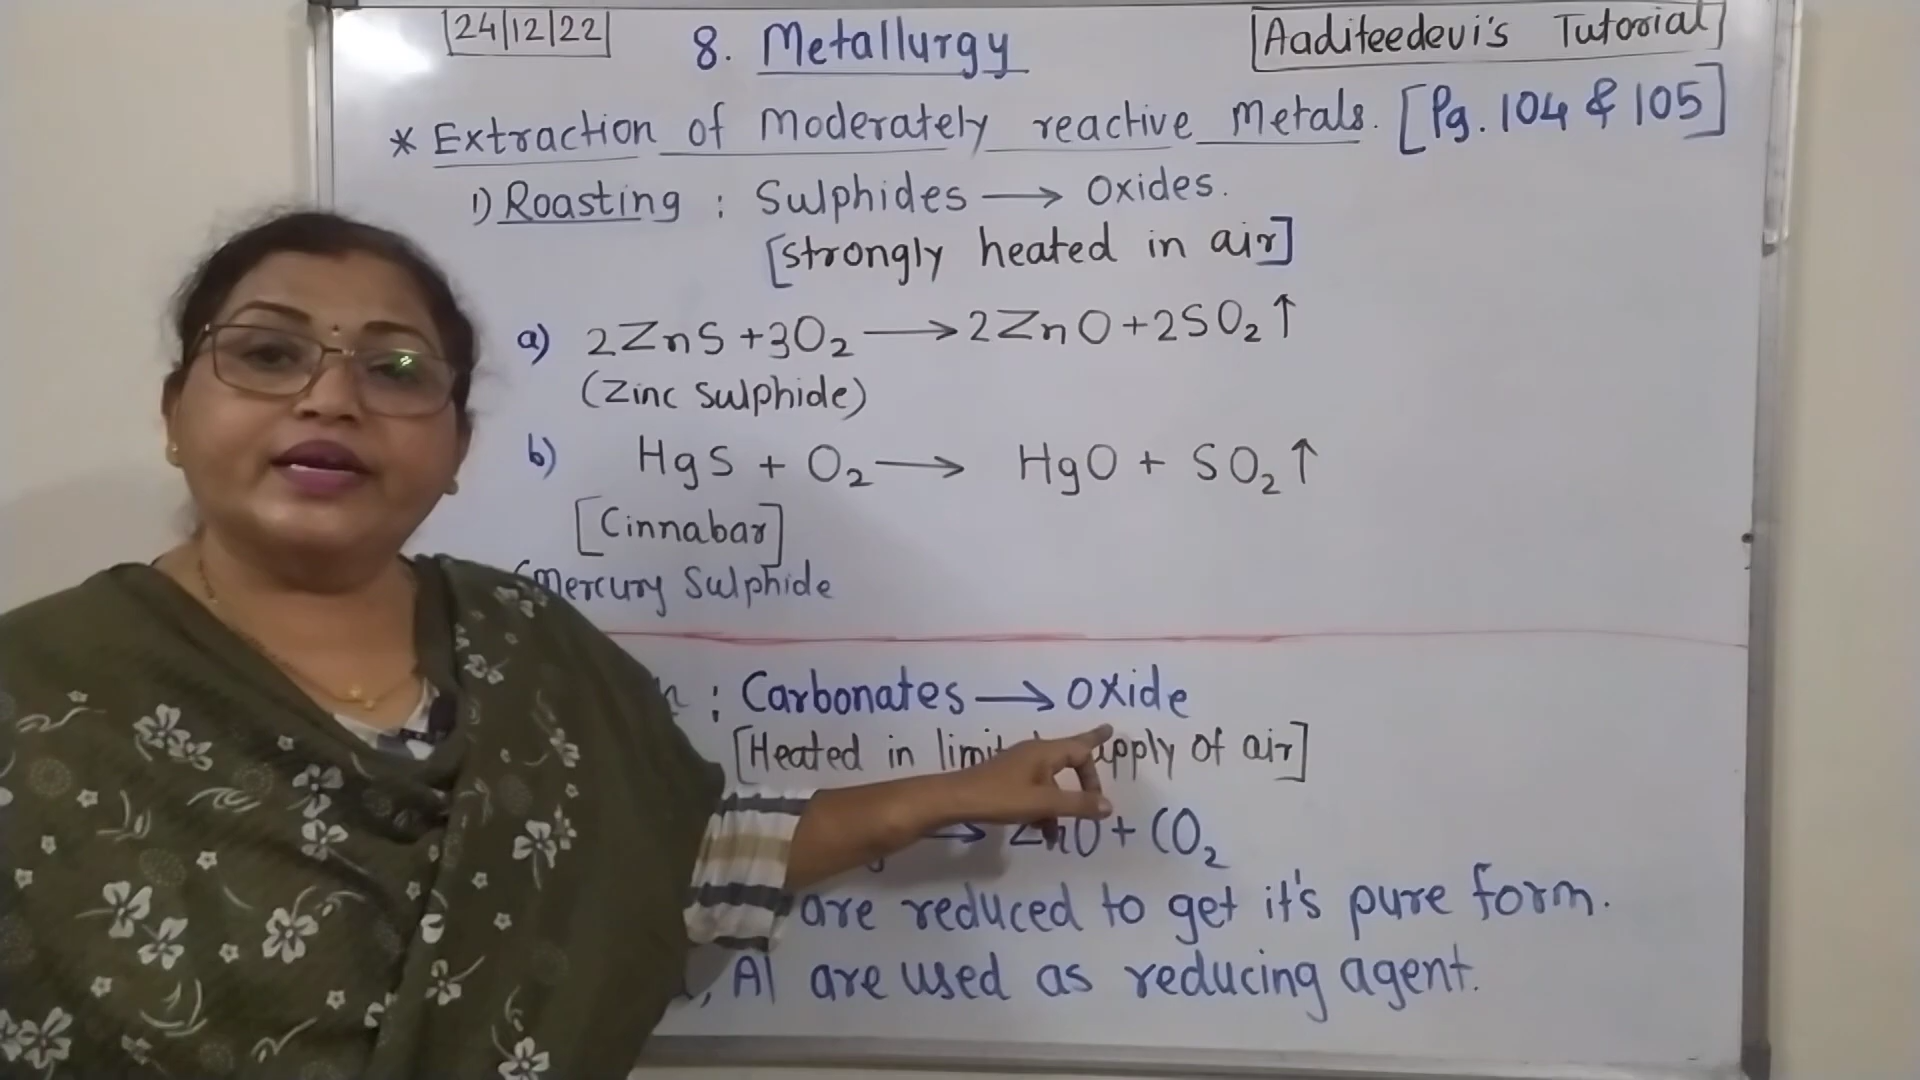 24/12/22
8. Metallurgy
Aaditeedevi's Tutorial
* Extraction of Moderately reactive Metals. [Pg. 104 & 105]
1) Roasting : Sulphides → Oxides.
[strongly heated in air]
a) 2ZnS + 3O₂ → 2ZnO + 2SO₂ ↑
(Zinc sulphide)
b) HgS + O₂ → HgO + SO₂ ↑
[Cinnabar]
(Mercury Sulphide
: Carbonates → Oxide
[Heated in of air]
→ ZnO + CO₂
are reduced to get it's pure form.
, Al are used as reducing agent.